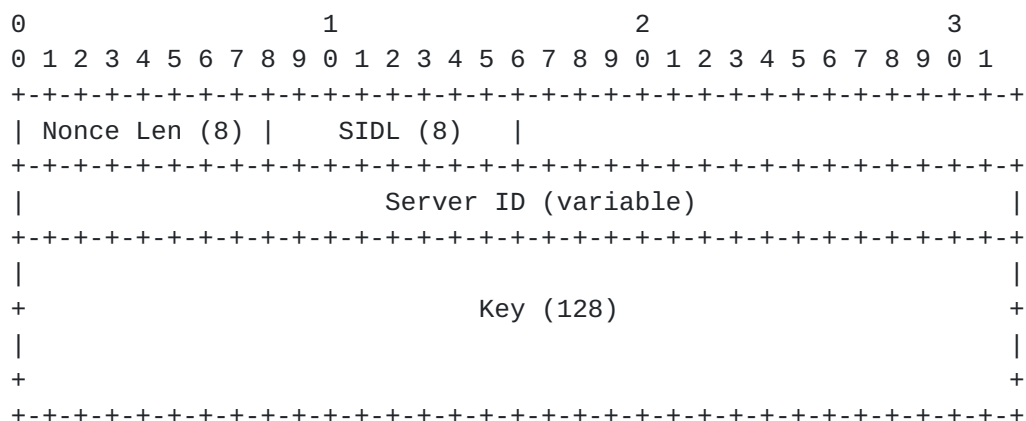 0                   1                   2                   3
0 1 2 3 4 5 6 7 8 9 0 1 2 3 4 5 6 7 8 9 0 1 2 3 4 5 6 7 8 9 0 1
+-+-+-+-+-+-+-+-+-+-+-+-+-+-+-+-+-+-+-+-+-+-+-+-+-+-+-+-+-+-+-+-+
| Nonce Len (8) |    SIDL (8)   |
+-+-+-+-+-+-+-+-+-+-+-+-+-+-+-+-+-+-+-+-+-+-+-+-+-+-+-+-+-+-+-+-+
|                       Server ID (variable)                    |
+-+-+-+-+-+-+-+-+-+-+-+-+-+-+-+-+-+-+-+-+-+-+-+-+-+-+-+-+-+-+-+-+
|                                                               |
+                             Key (128)                         +
|                                                               |
+                                                               +
+-+-+-+-+-+-+-+-+-+-+-+-+-+-+-+-+-+-+-+-+-+-+-+-+-+-+-+-+-+-+-+-+